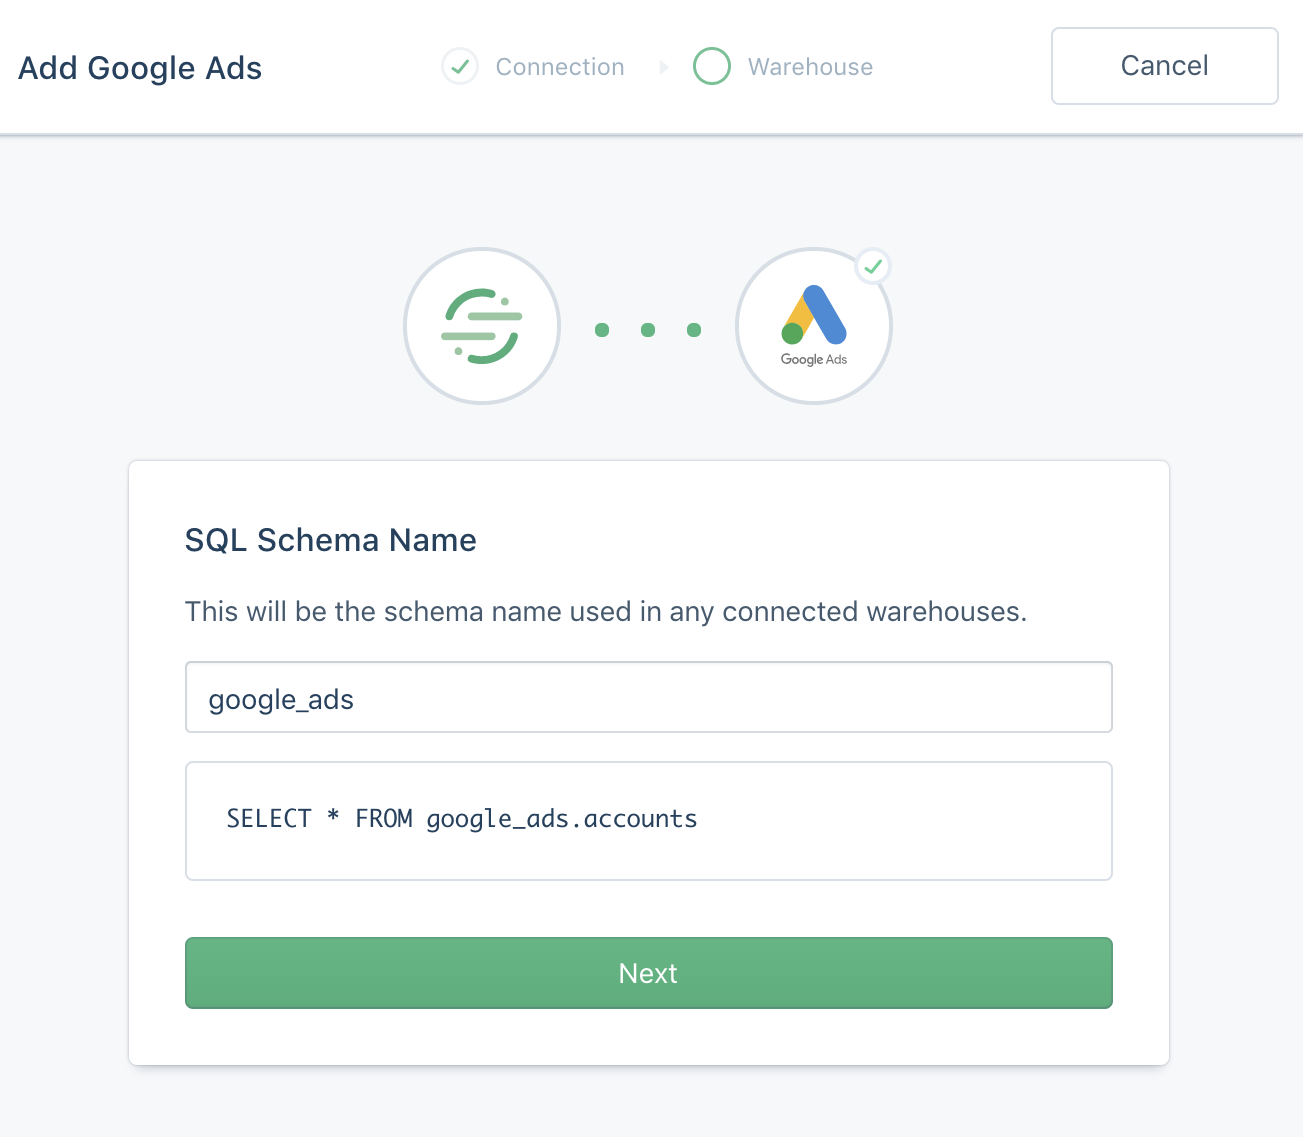 Add Google Ads
Connection
Warehouse
Cancel
Google Ads
SQL Schema Name
This will be the schema name used in any connected warehouses.
google_ads
SELECT * FROM google_ads.accounts
Next